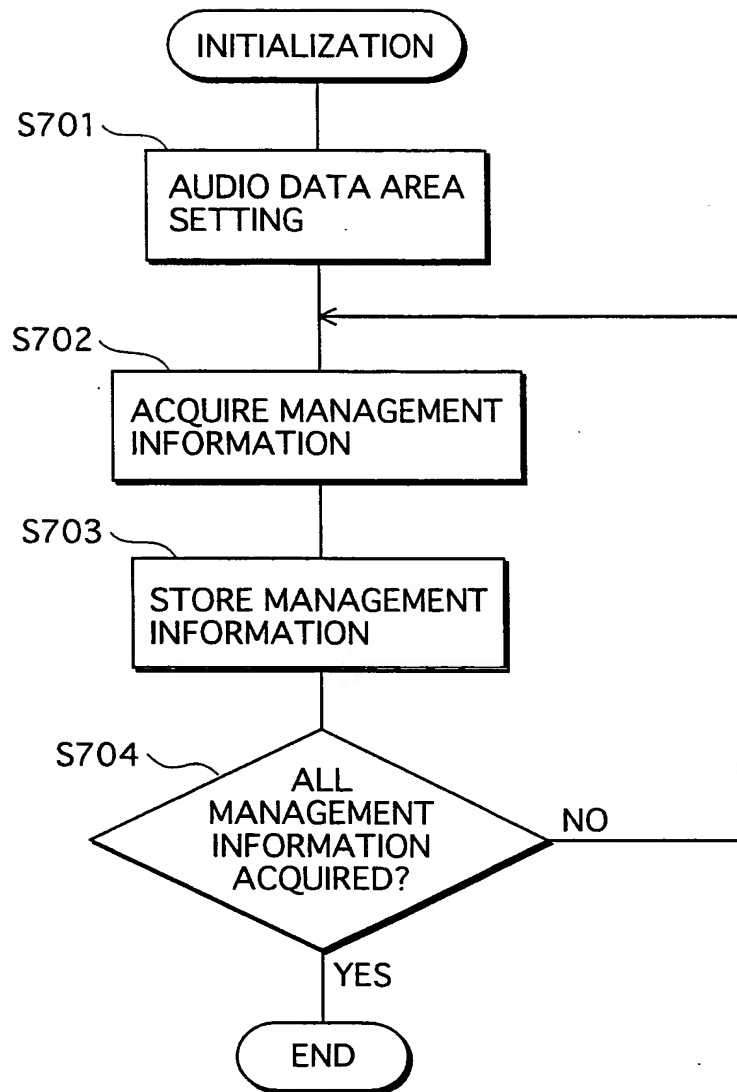 INITIALIZATION
S701
AUDIO DATA AREA
SETTING
S702
ACQUIRE MANAGEMENT
INFORMATION
S703
STORE MANAGEMENT
INFORMATION
S704
ALL
MANAGEMENT
INFORMATION
ACQUIRED?
NO
YES
END